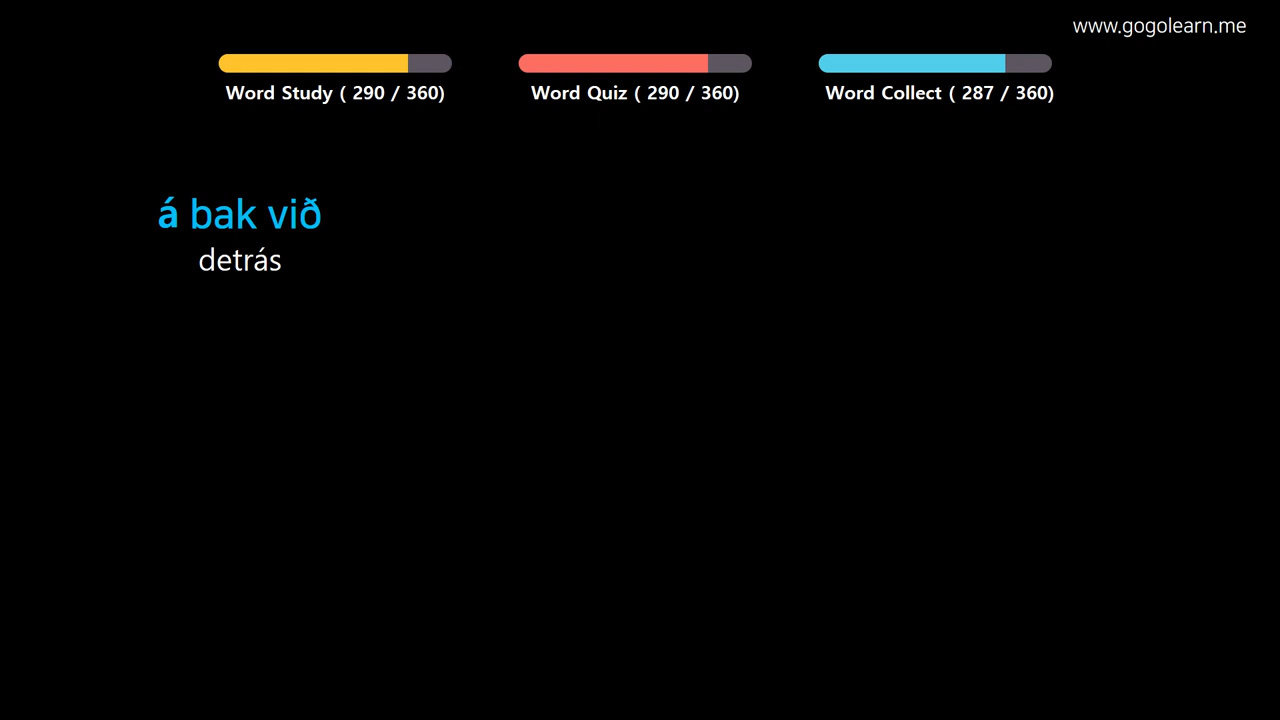 www.gogolearn.me
Word Study ( 290 / 360)
Word Quiz ( 290 / 360)
Word Collect ( 287 / 360)
á bak við
detrás